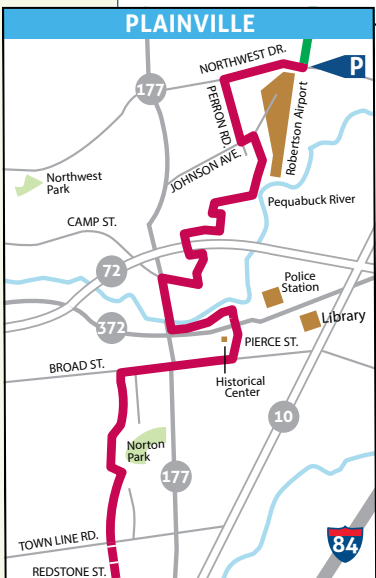 PLAINVILLE
NORTHWEST DR.
P
177
PERRON RD.
Robertson Airport
JOHNSON AVE.
Northwest
Park
Pequabuck River
CAMP ST.
72
Police
Station
372
Library
PIERCE ST.
BROAD ST.
Historical
Center
10
Norton
Park
177
TOWN LINE RD.
84
REDSTONE ST.